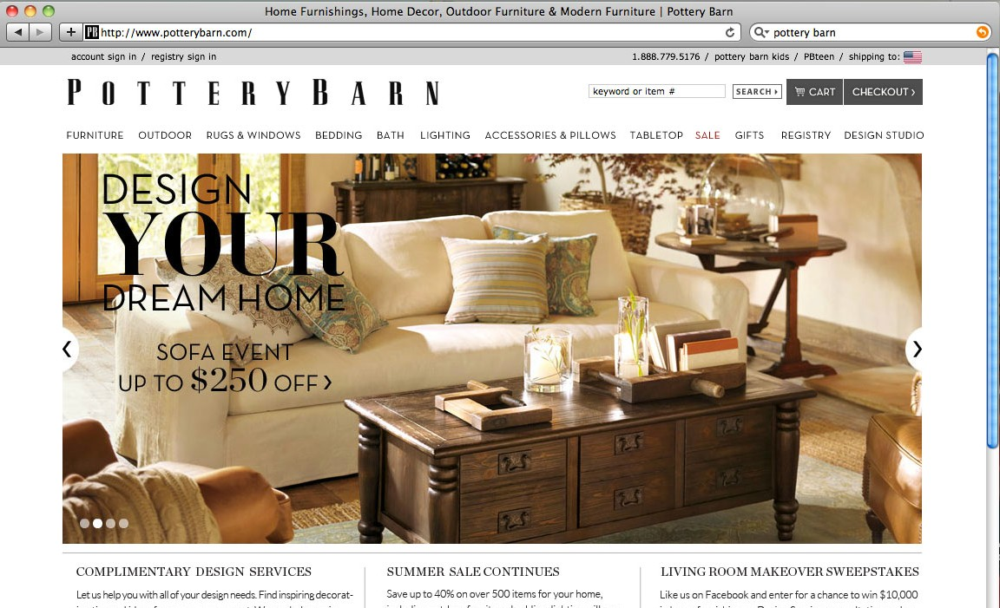 Home Furnishings, Home Decor, Outdoor Furniture & Modern Furniture | Pottery Barn
PB http://www.potterybarn.com/ pottery barn
account sign in / registry sign in 1.888.779.5176 / pottery barn kids / PBteen / shipping to:
POTTERY BARN
keyword or item # SEARCH CART CHECKOUT ›
FURNITURE OUTDOOR RUGS & WINDOWS BEDDING BATH LIGHTING ACCESSORIES & PILLOWS TABLETOP SALE GIFTS REGISTRY DESIGN STUDIO
DESIGN
YOUR
DREAM HOME
SOFA EVENT
UP TO $250 OFF ›
COMPLIMENTARY DESIGN SERVICES
Let us help you with all of your design needs. Find inspiring decorat-
SUMMER SALE CONTINUES
Save up to 40% on over 500 items for your home,
LIVING ROOM MAKEOVER SWEEPSTAKES
Like us on Facebook and enter for a chance to win $10,000